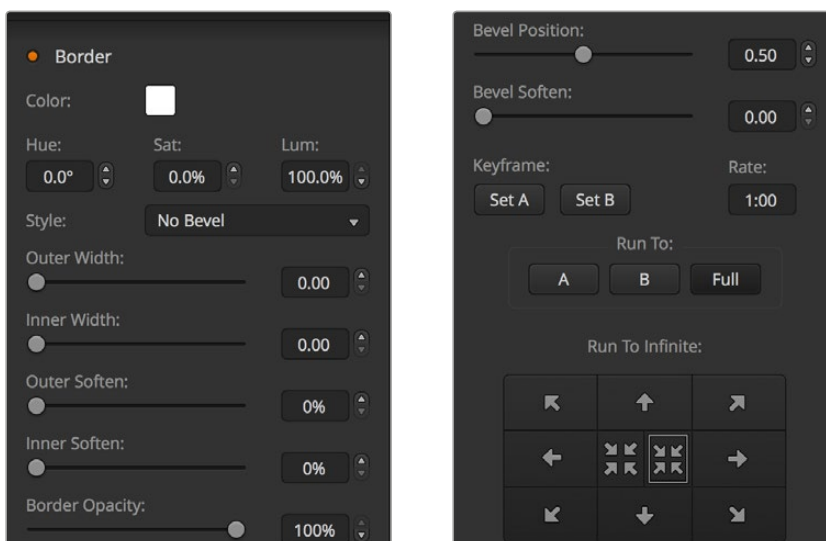 Border
Color:
Hue: Sat: Lum:
0.0° 0.0% 100.0%
Style: No Bevel
Outer Width:
0.00
Inner Width:
0.00
Outer Soften:
0%
Inner Soften:
0%
Border Opacity:
100%
Bevel Position:
0.50
Bevel Soften:
0.00
Keyframe: Rate:
Set A Set B 1:00
Run To:
A B Full
Run To Infinite: